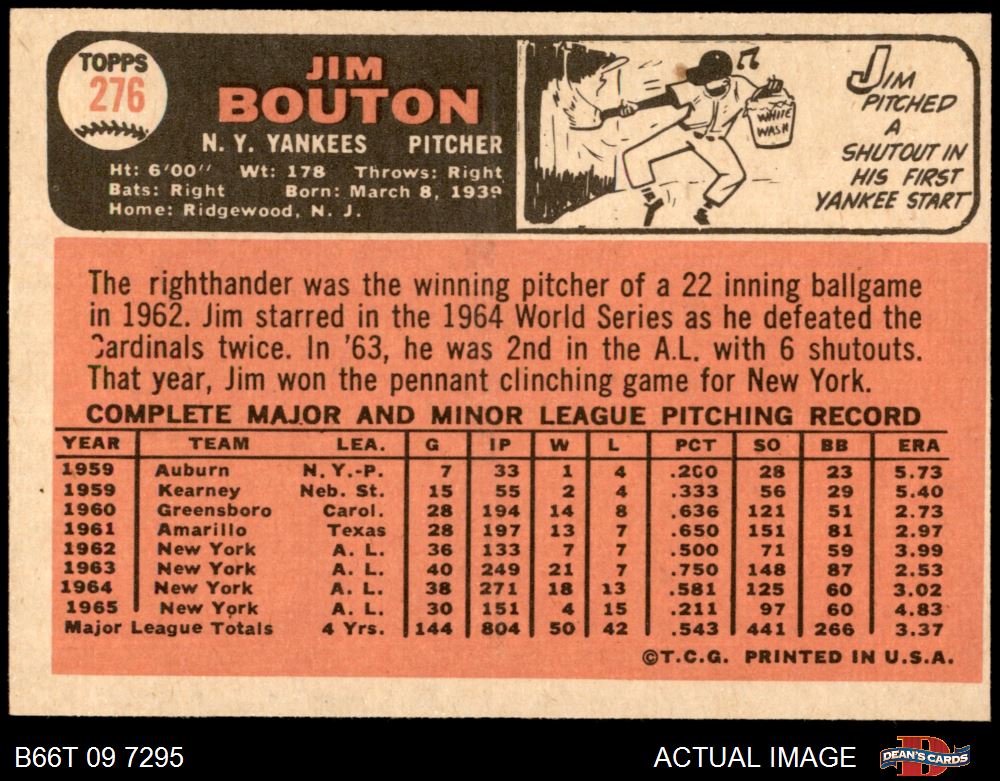 TOPPS
276
JIM
BOUTON
N. Y. YANKEES PITCHER
Ht: 6'00" Wt: 178 Throws: Right
Bats: Right Born: March 8, 1939
Home: Ridgewood, N. J.
WHITE
WASH
JIM
PITCHED
A
SHUTOUT IN
HIS FIRST
YANKEE START
The righthander was the winning pitcher of a 22 inning ballgame
in 1962. Jim starred in the 1964 World Series as he defeated the
Cardinals twice. In '63, he was 2nd in the A.L. with 6 shutouts.
That year, Jim won the pennant clinching game for New York.
COMPLETE MAJOR AND MINOR LEAGUE PITCHING RECORD
YEAR TEAM LEA. G IP W L PCT SO BB ERA
1959 Auburn N. Y.-P. 7 33 1 4 .200 28 23 5.73
1959 Kearney Neb. St. 15 55 2 4 .333 56 29 5.40
1960 Greensboro Carol. 28 194 14 8 .636 121 51 2.73
1961 Amarillo Texas 28 197 13 7 .650 151 81 2.97
1962 New York A. L. 36 133 7 7 .500 71 59 3.99
1963 New York A. L. 40 249 21 7 .750 148 87 2.53
1964 New York A. L. 38 271 18 13 .581 125 60 3.02
1965 New York A. L. 30 151 4 15 .211 97 60 4.83
Major League Totals 4 Yrs. 144 804 50 42 .543 441 266 3.37
©T.C.G. PRINTED IN U.S.A.
B66T 09 7295
ACTUAL IMAGE
DEAN'S CARDS